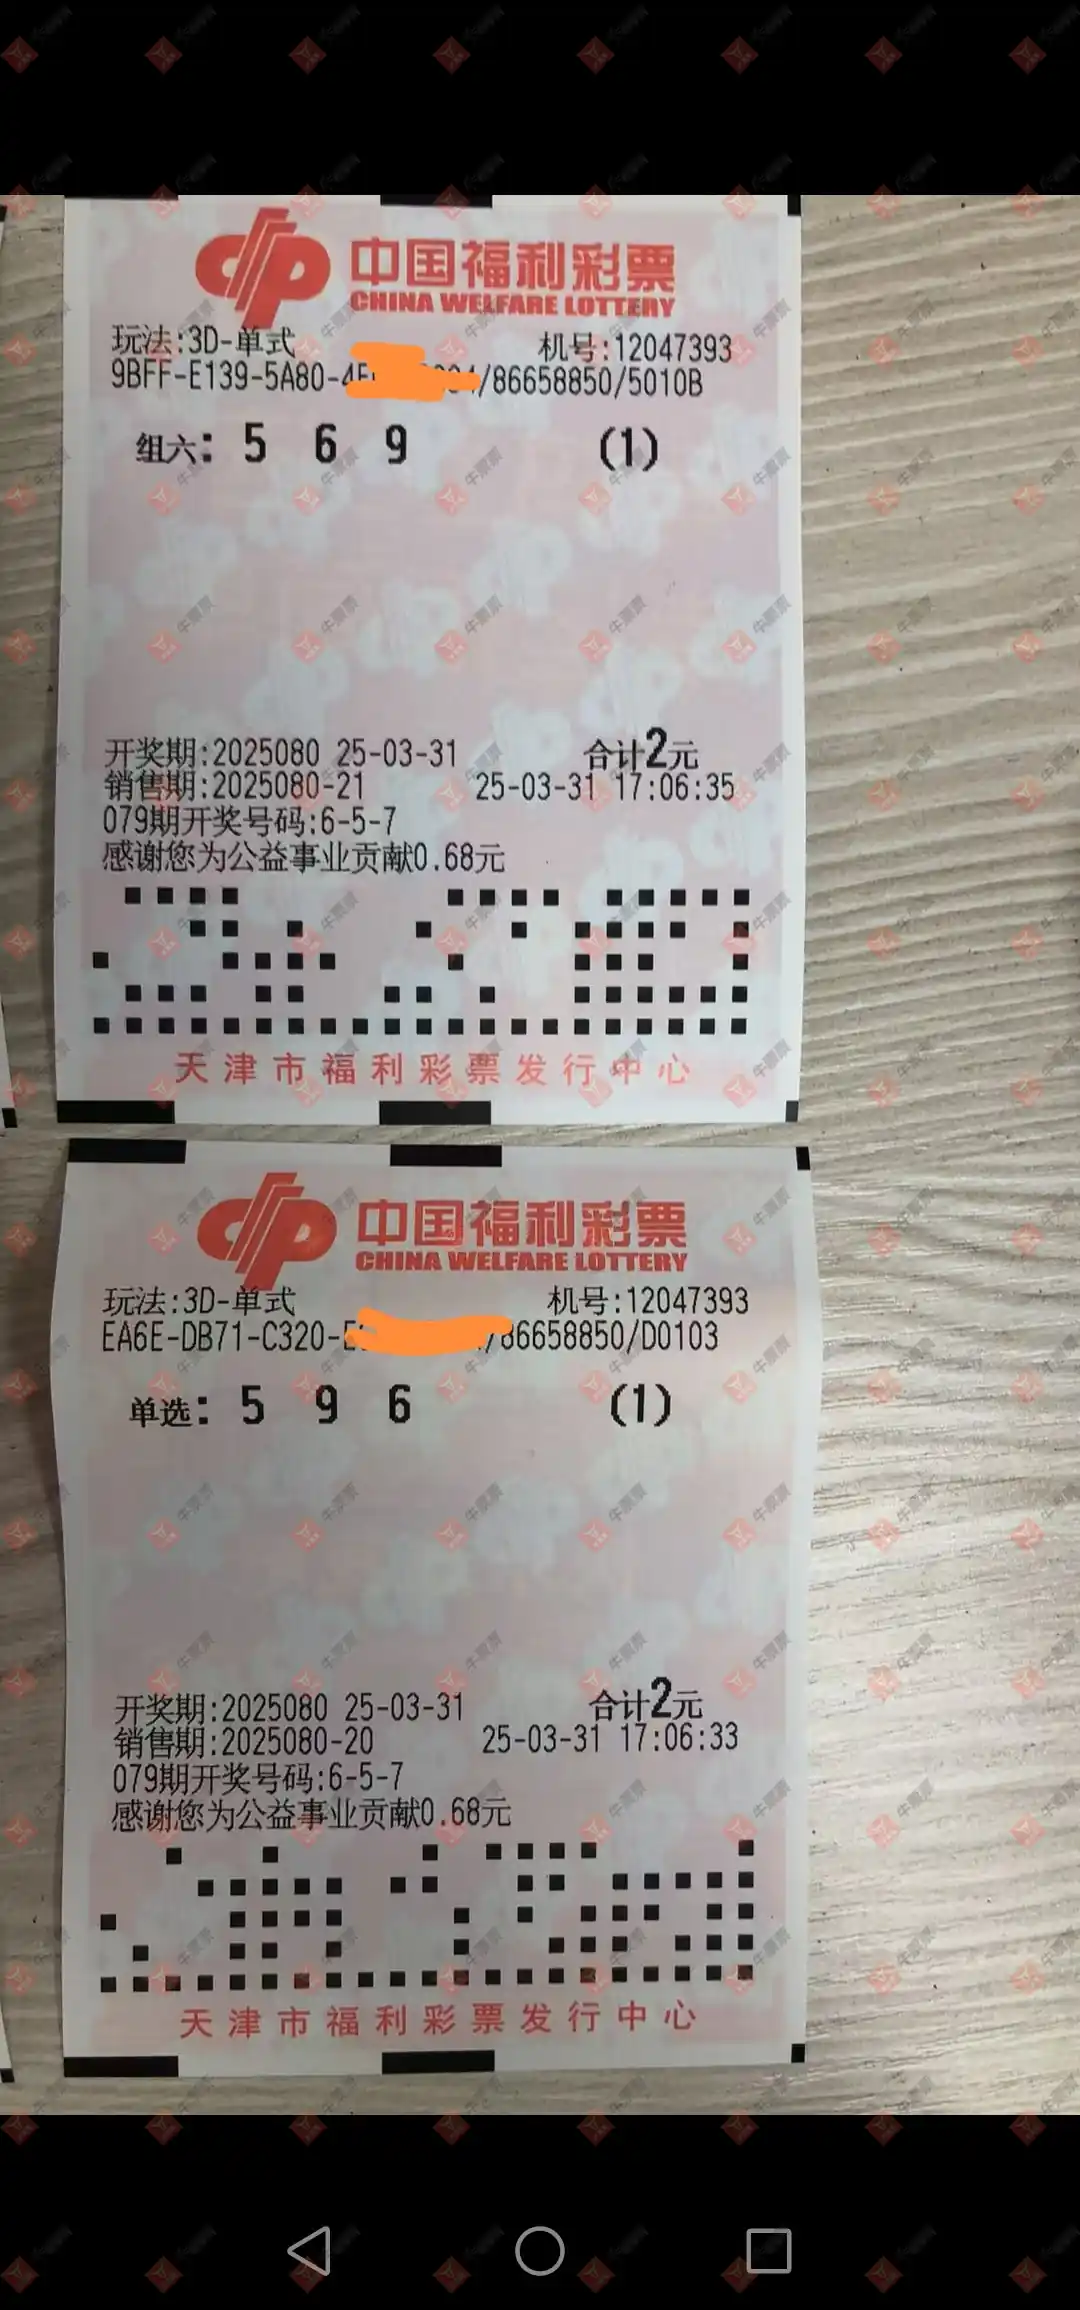 中国福利彩票
CHINA WELFARE LOTTERY
玩法:3D-单式 机号:12047393
9BFF-E139-5A80-4 /86658850/5010B
组六: 5 6 9 (1)
开奖期:2025080 25-03-31 合计2元
销售期:2025080-21 25-03-31 17:06:35
079期开奖号码:6-5-7
感谢您为公益事业贡献0.68元
天津市福利彩票发行中心
中国福利彩票
CHINA WELFARE LOTTERY
玩法:3D-单式 机号:12047393
EA6E-DB71-C320-E /86658850/D0103
单选: 5 9 6 (1)
开奖期:2025080 25-03-31 合计2元
销售期:2025080-20 25-03-31 17:06:33
079期开奖号码:6-5-7
感谢您为公益事业贡献0.68元
天津市福利彩票发行中心